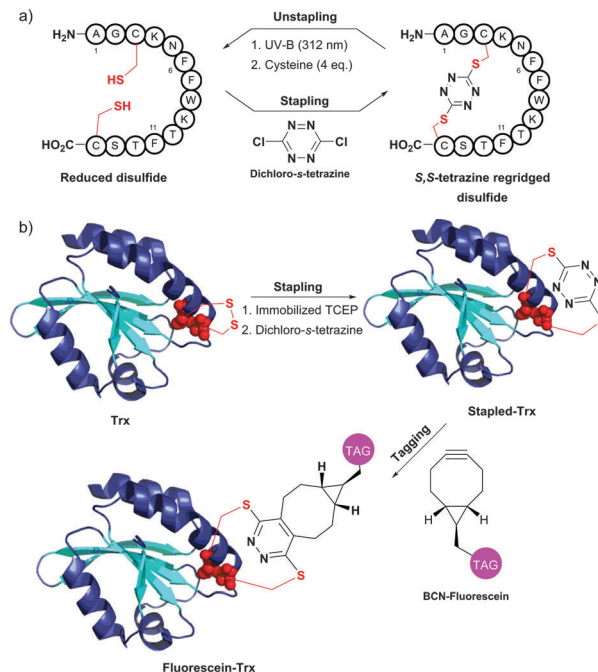 a)
Unstapling
1. UV-B (312 nm)
2. Cysteine (4 eq.)
Stapling
Cl N N N N Cl
Dichloro-s-tetrazine
H2N A G C K N F F W K T F T S C HO2C
1 6 11
HS
SH
Reduced disulfide
H2N A G C K N F F W K T F T S C HO2C
1 6 11
S N N N N S
S,S-tetrazine regridged
disulfide
b)
S
S
Trx
Stapling
1. Immobilized TCEP
2. Dichloro-s-tetrazine
S
N N
N N
Stapled-Trx
Tagging
TAG
H
H
S
N
N
S
Fluorescein-Trx
H H
TAG
BCN-Fluorescein